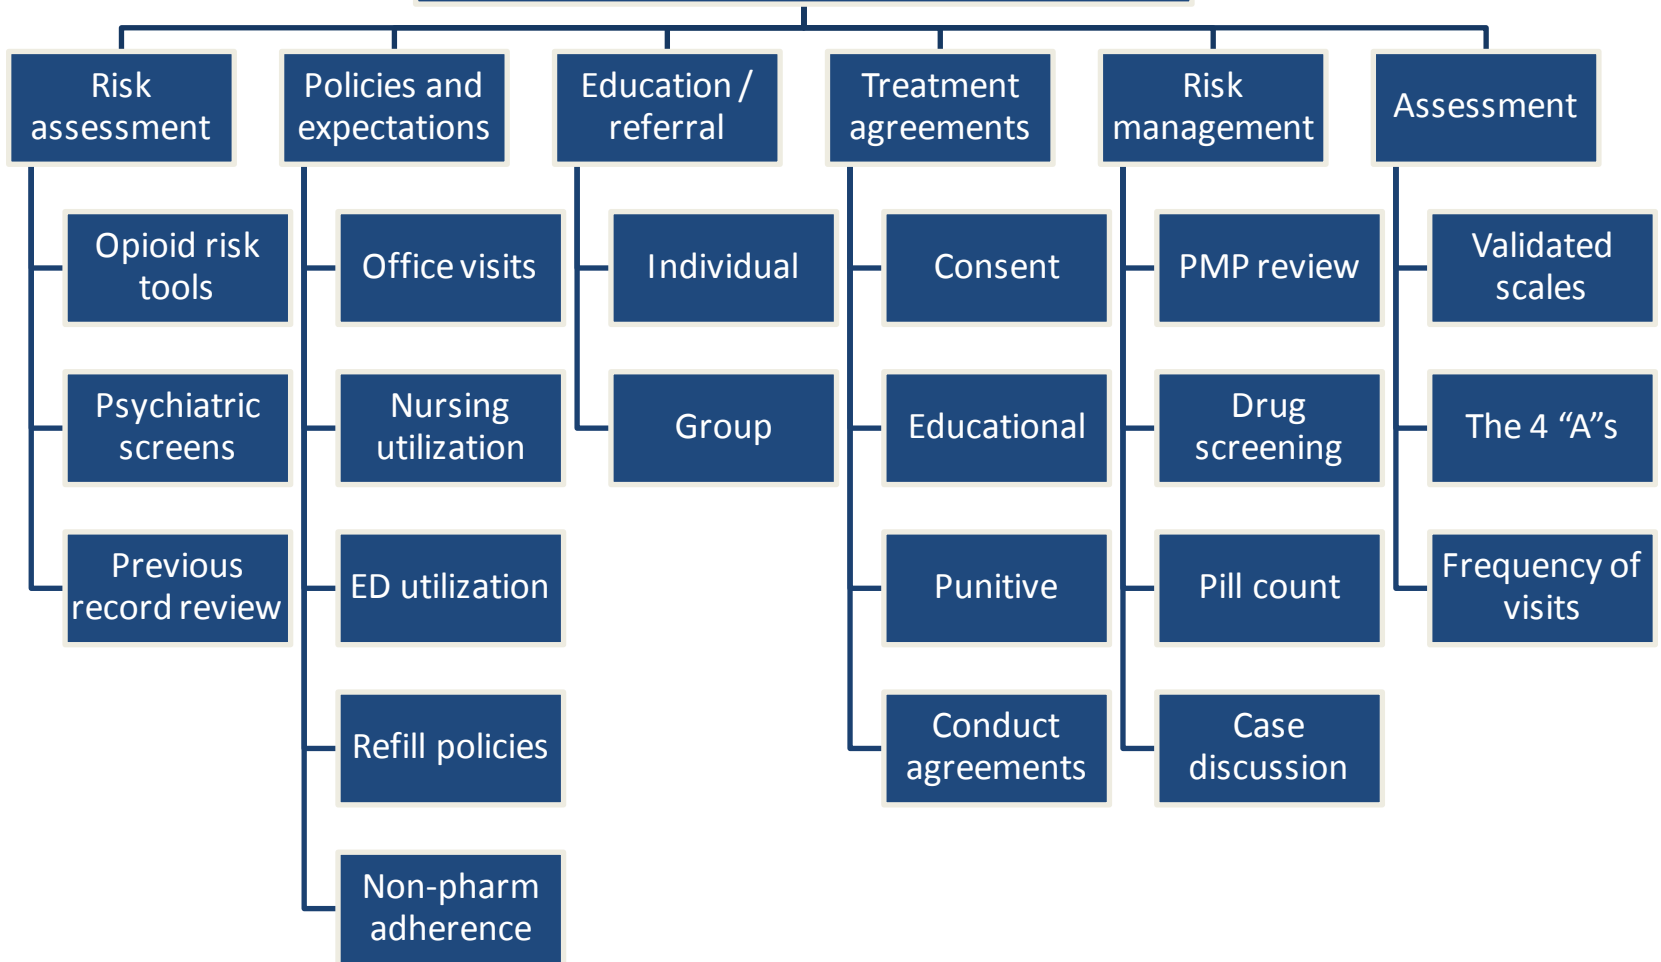 Risk
assessment
Opioid risk
tools
Psychiatric
screens
Previous
record review
Policies and
expectations
Office visits
Nursing
utilization
ED utilization
Refill policies
Non-pharm
adherence
Education /
referral
Individual
Group
Treatment
agreements
Consent
Educational
Punitive
Conduct
agreements
Risk
management
PMP review
Drug
screening
Pill count
Case
discussion
Assessment
Validated
scales
The 4 “A”s
Frequency of
visits